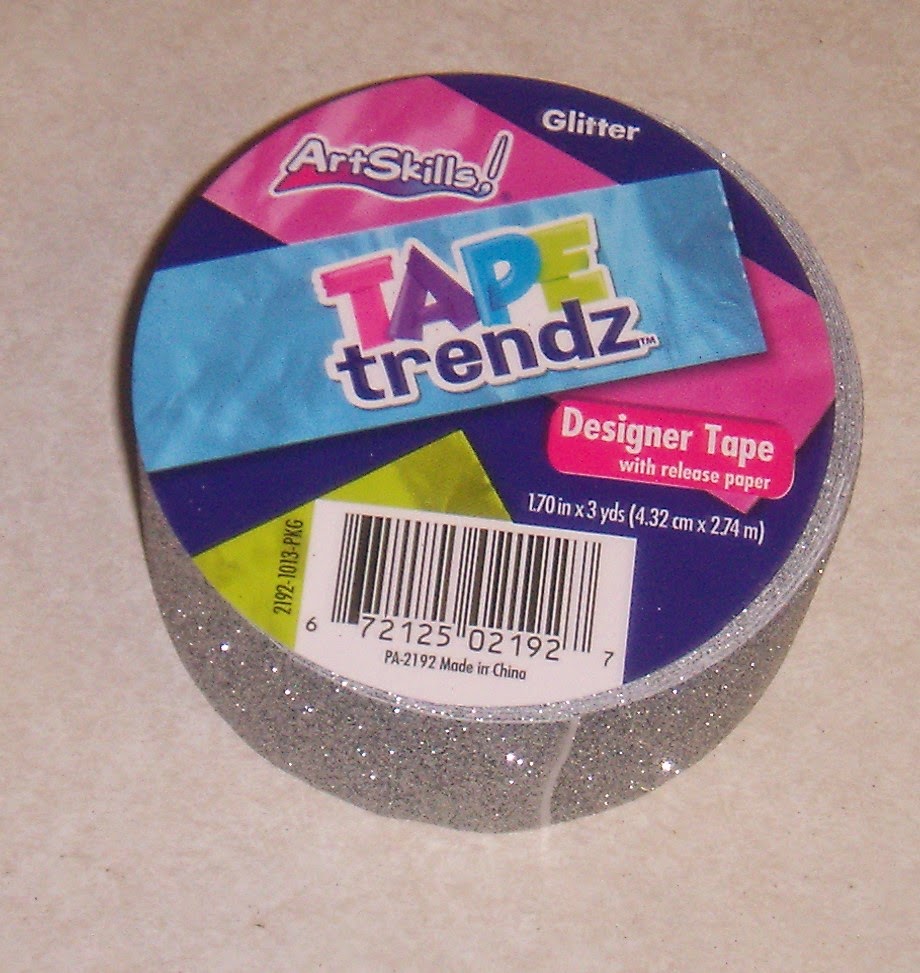 Glitter
ArtSkills!
TAPE
trendz™
Designer Tape
with release paper
1.70 in x 3 yds (4.32 cm x 2.74 m)
2192-1013-PKG
6 72125 02192 7
PA-2192 Made in China